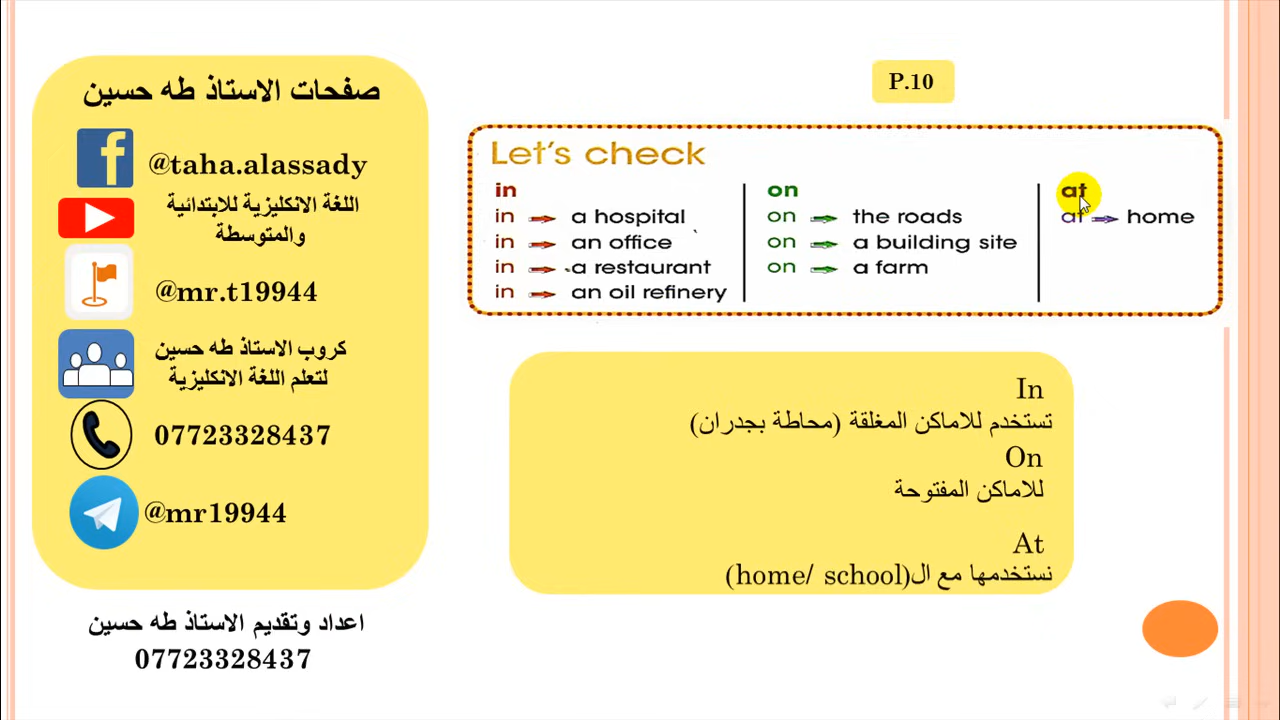 صفحات الاستاذ طه حسين
@taha.alassady
اللغة الانكليزية للابتدائية
والمتوسطة
@mr.t19944
كروب الاستاذ طه حسين
لتعلم اللغة الانكليزية
07723328437
@mr19944
اعداد وتقديم الاستاذ طه حسين
07723328437
P.10
Let's check
in
in a hospital
in an office
in a restaurant
in an oil refinery
on
on the roads
on a building site
on a farm
at
at home
In
تستخدم للاماكن المغلقة (محاطة بجدران)
On
للاماكن المفتوحة
At
نستخدمها مع ال(home/ school)